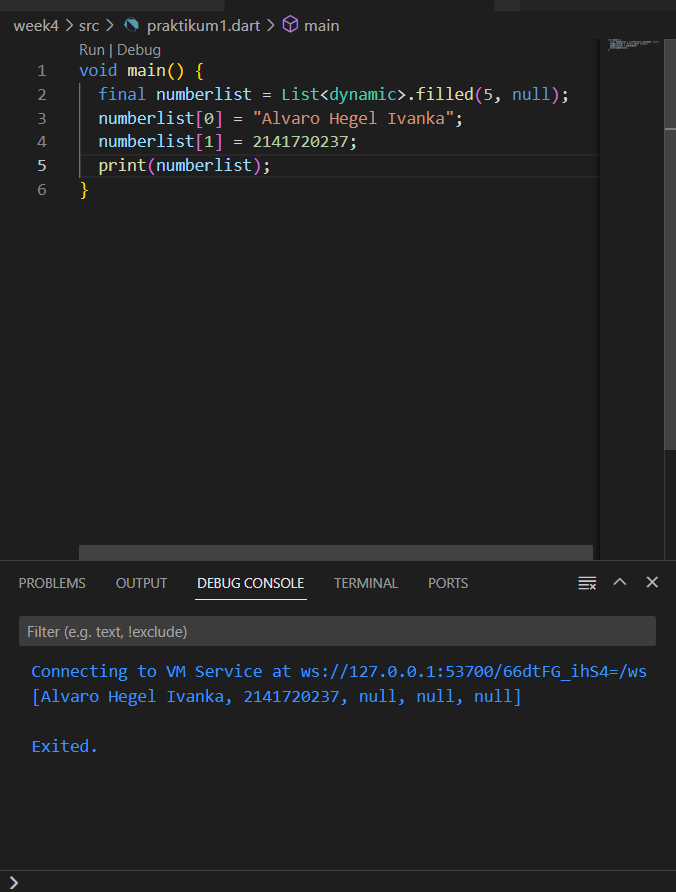 week4 > src > praktikum1.dart > main
Run | Debug
1 void main() {
2 final numberlist = List<dynamic>.filled(5, null);
3 numberlist[0] = "Alvaro Hegel Ivanka";
4 numberlist[1] = 2141720237;
5 print(numberlist);
6 }
PROBLEMS OUTPUT DEBUG CONSOLE TERMINAL PORTS
Filter (e.g. text, !exclude)
Connecting to VM Service at ws://127.0.0.1:53700/66dtFG_ihS4=/ws
[Alvaro Hegel Ivanka, 2141720237, null, null, null]
Exited.
>